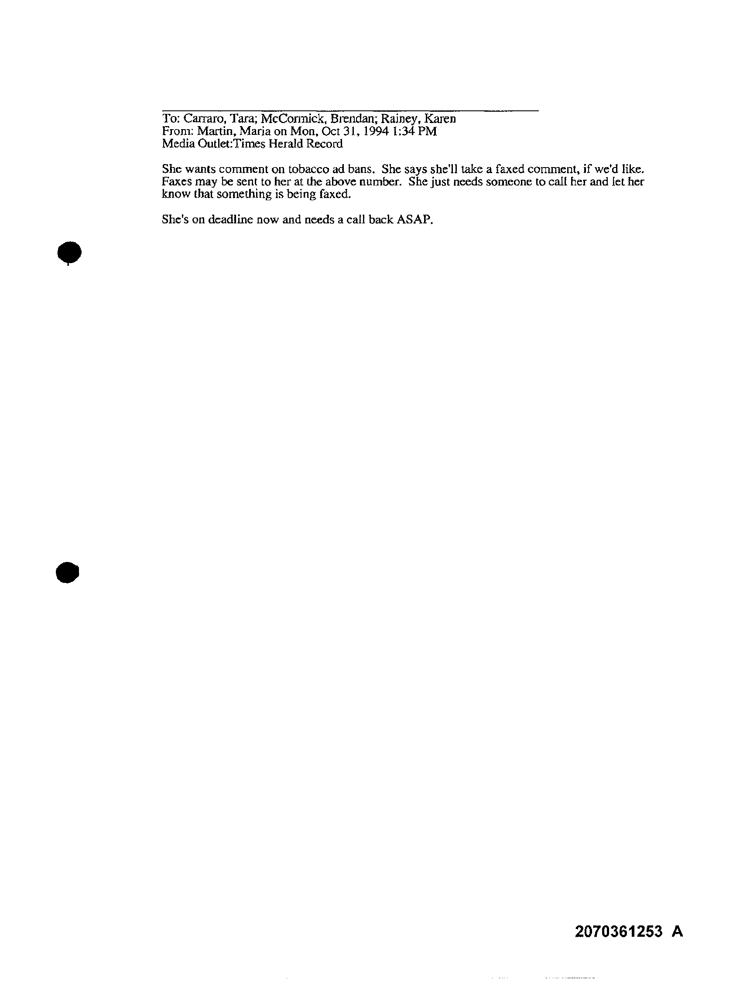 To: Carraro, Tara; McCormick, Brendan; Rainey, Karen
From: Martin, Maria on Mon, Oct 31, 1994 1:34 PM
Media Outlet:Times Herald Record
She wants comment on tobacco ad bans. She says she'll take a faxed comment, if we'd like.
Faxes may be sent to her at the above number. She just needs someone to call her and let her
know that something is being faxed.
She's on deadline now and needs a call back ASAP.
2070361253 A